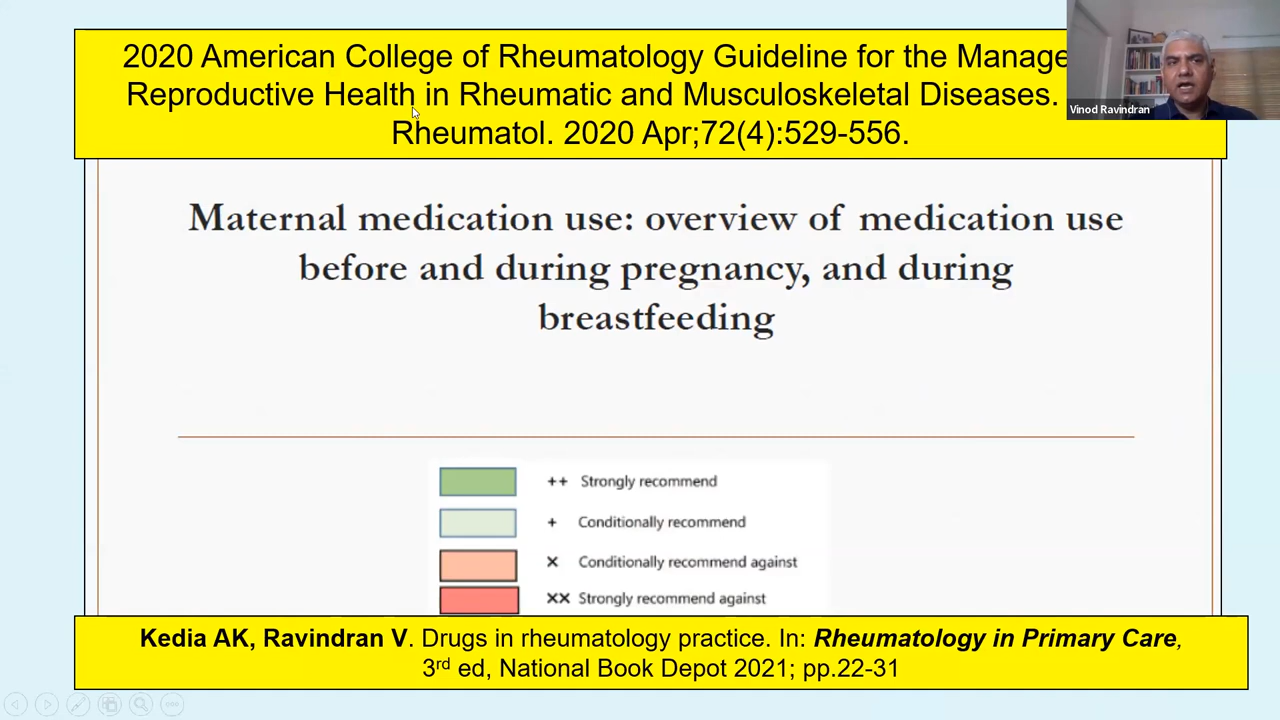 2020 American College of Rheumatology Guideline for the Manage
Reproductive Health in Rheumatic and Musculoskeletal Diseases.
Rheumatol. 2020 Apr;72(4):529-556.
Vinod Ravindran
Maternal medication use: overview of medication use
before and during pregnancy, and during
breastfeeding
++ Strongly recommend
+ Conditionally recommend
× Conditionally recommend against
×× Strongly recommend against
Kedia AK, Ravindran V. Drugs in rheumatology practice. In: Rheumatology in Primary Care,
3rd ed, National Book Depot 2021; pp.22-31